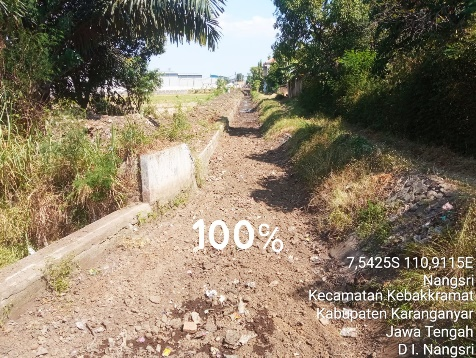 100%
7,5425S 110,9115E
Nangsri
Kecamatan Kebakkramat
Kabupaten Karanganyar
Jawa Tengah
D I. Nangsri